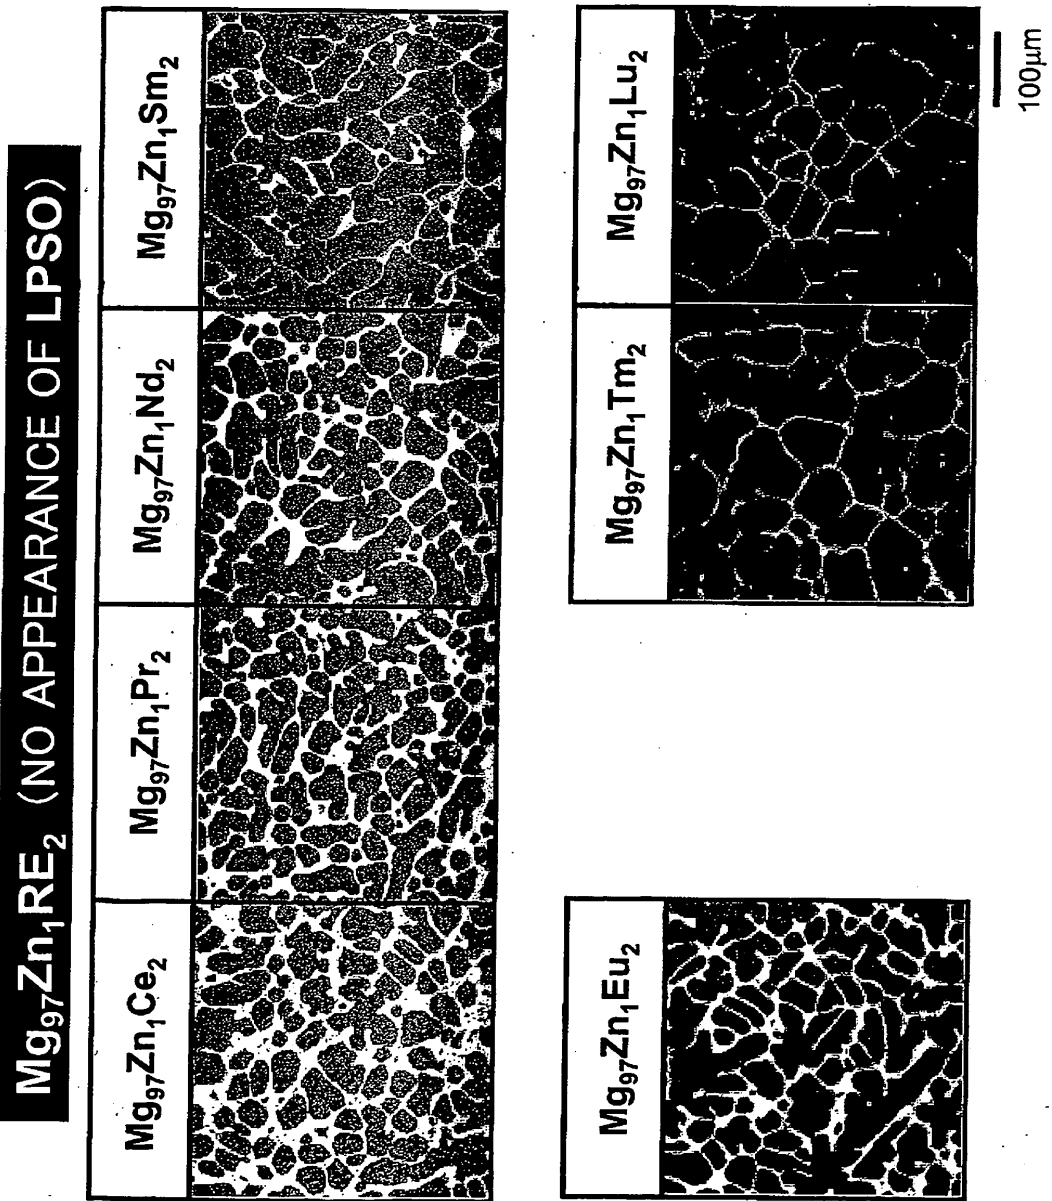 Mg₉₇Zn₁RE₂ (NO APPEARANCE OF LPSO)
Mg₉₇Zn₁Ce₂
Mg₉₇Zn₁Pr₂
Mg₉₇Zn₁Nd₂
Mg₉₇Zn₁Sm₂
Mg₉₇Zn₁Eu₂
Mg₉₇Zn₁Tm₂
Mg₉₇Zn₁Lu₂
100μm